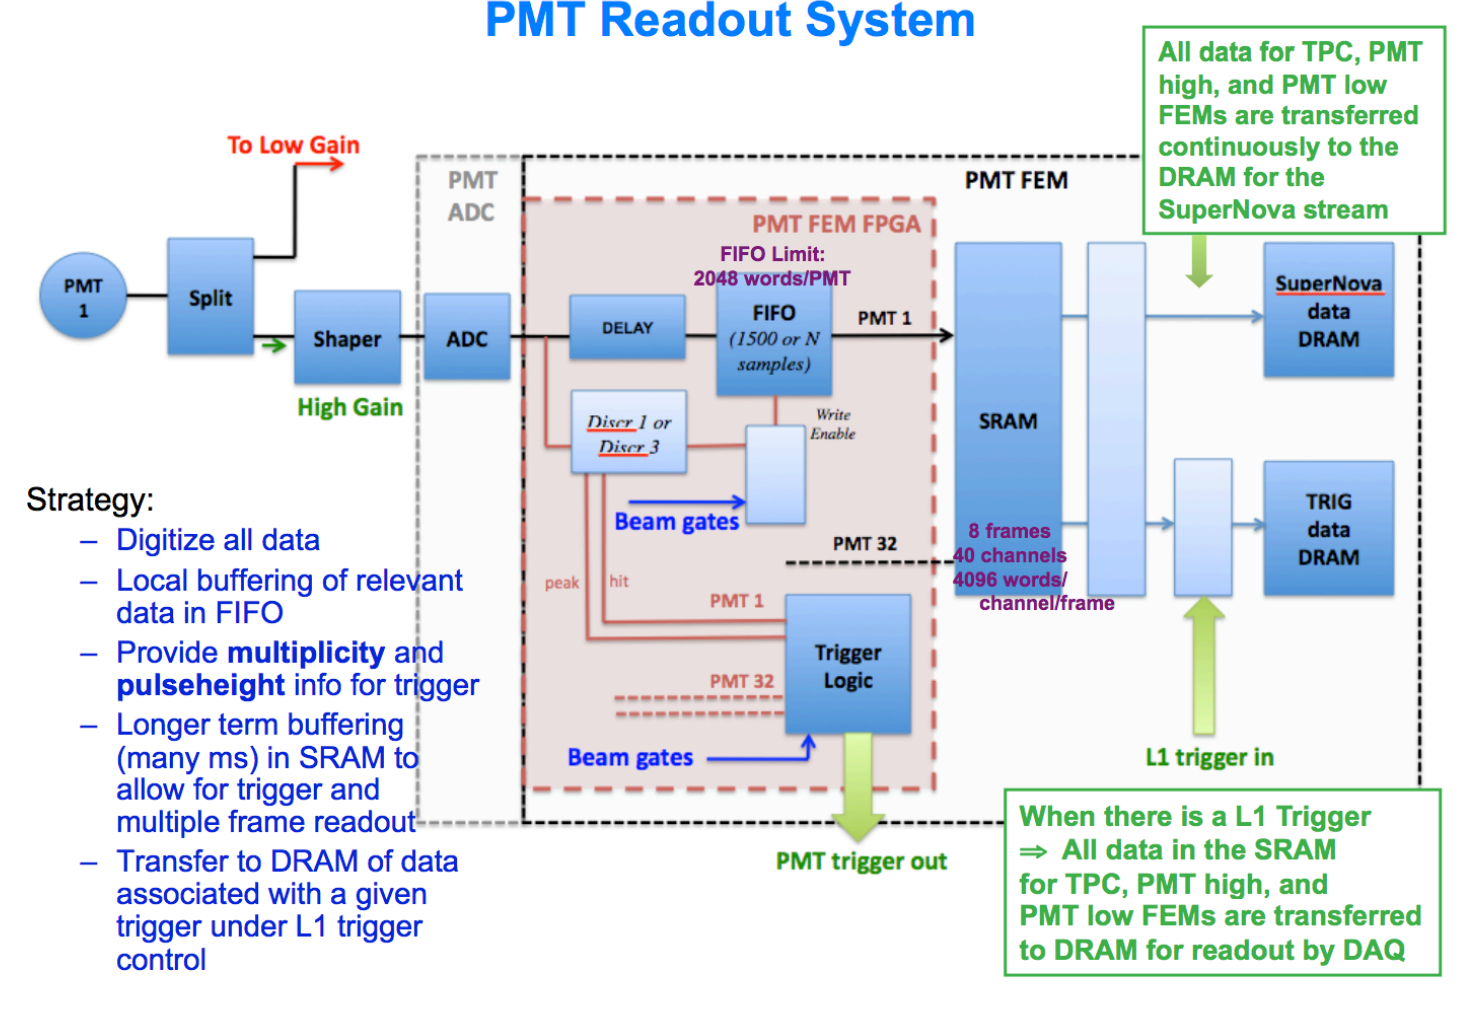 PMT Readout System
All data for TPC, PMT
high, and PMT low
FEMs are transferred
continuously to the
DRAM for the
SuperNova stream
To Low Gain
PMT
ADC
PMT FEM
PMT FEM FPGA
FIFO Limit:
2048 words/PMT
PMT
1
Split
Shaper
High Gain
ADC
DELAY
FIFO
(1500 or N
samples)
PMT 1
SRAM
SuperNova
data
DRAM
Discr 1 or
Discr 3
Write
Enable
Beam gates
PMT 32
8 frames
40 channels
4096 words/
channel/frame
TRIG
data
DRAM
peak
hit
PMT 1
PMT 32
Trigger
Logic
Beam gates
PMT trigger out
L1 trigger in
Strategy:
– Digitize all data
– Local buffering of relevant
data in FIFO
– Provide multiplicity and
pulseheight info for trigger
– Longer term buffering
(many ms) in SRAM to
allow for trigger and
multiple frame readout
– Transfer to DRAM of data
associated with a given
trigger under L1 trigger
control
When there is a L1 Trigger
⇒ All data in the SRAM
for TPC, PMT high, and
PMT low FEMs are transferred
to DRAM for readout by DAQ